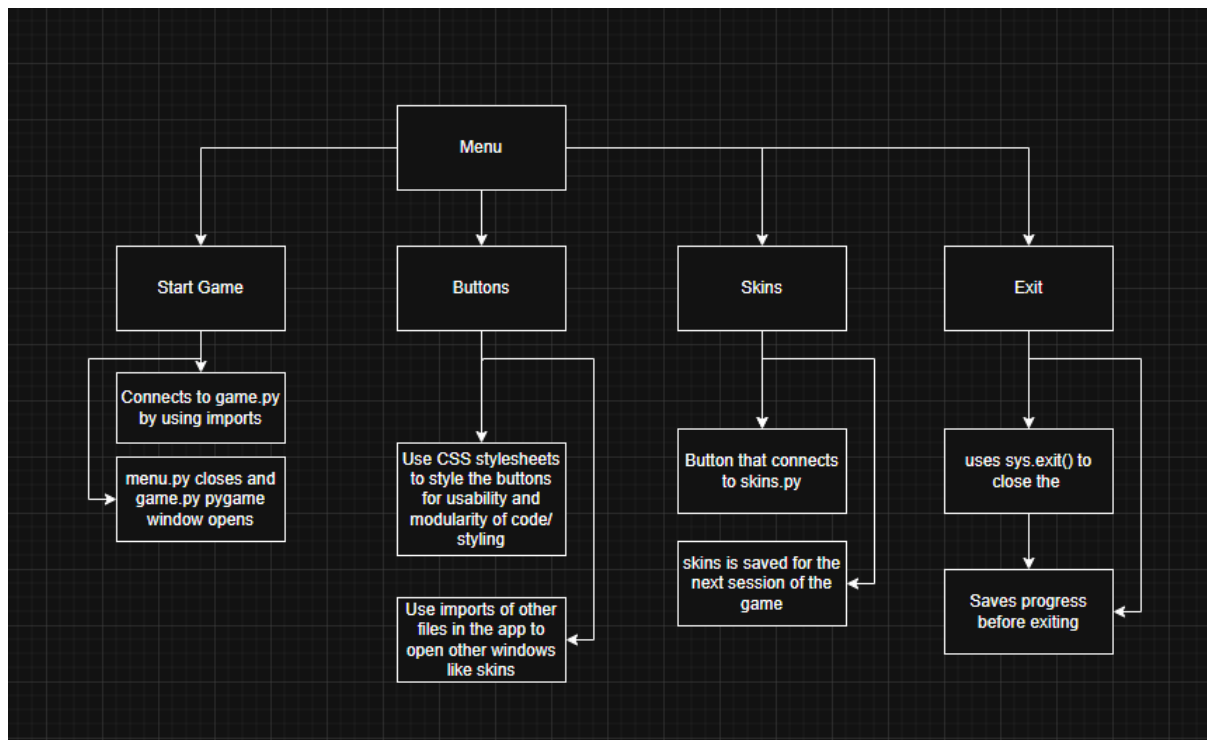 Menu
Start Game
Buttons
Skins
Exit
Connects to game.py
by using imports
menu.py closes and
game.py pygame
window opens
Use CSS stylesheets
to style the buttons
for usability and
modularity of code/
styling
Use imports of other
files in the app to
open other windows
like skins
Button that connects
to skins.py
skins is saved for the
next session of the
game
uses sys.exit() to
close the
Saves progress
before exiting